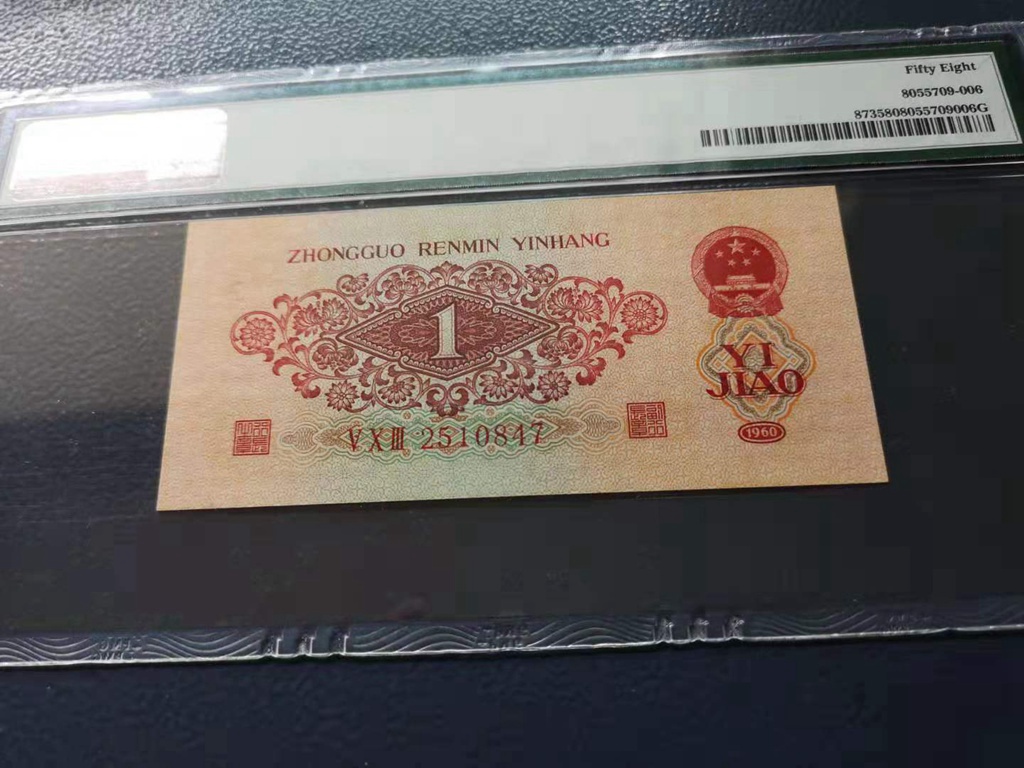 Fifty Eight
8055709-006
8735808055709006G
ZHONGGUO RENMIN YINHANG
1
YI
JIAO
V X III 2510847
1960